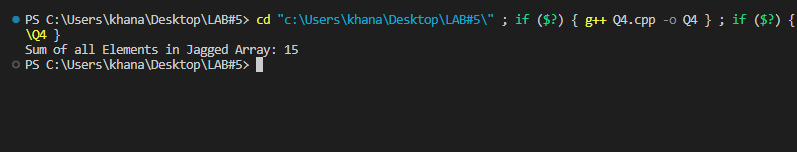 PS C:\Users\khana\Desktop\LAB#5> cd "c:\Users\khana\Desktop\LAB#5\" ; if ($?) { g++ Q4.cpp -o Q4 } ; if ($?) {
\Q4 }
Sum of all Elements in Jagged Array: 15
PS C:\Users\khana\Desktop\LAB#5>